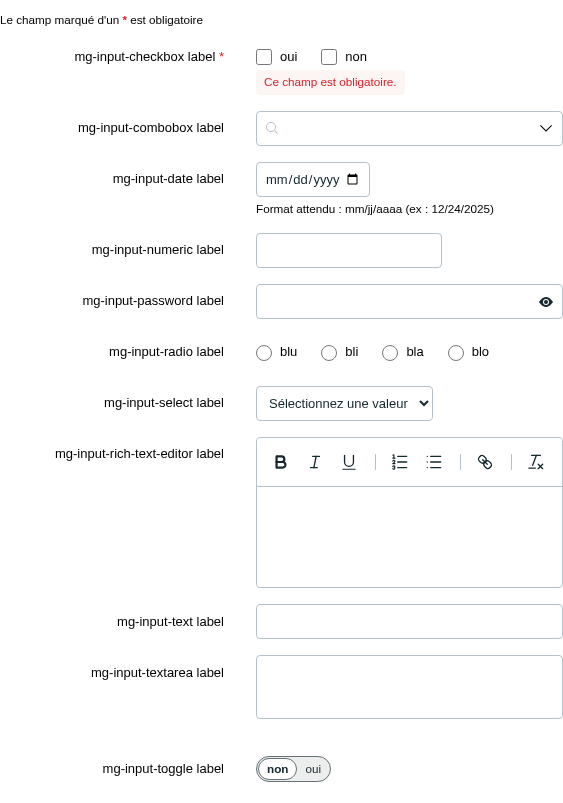 Le champ marqué d'un * est obligatoire
mg-input-checkbox label * oui non
Ce champ est obligatoire.
mg-input-combobox label
mg-input-date label mm/dd/yyyy
Format attendu : mm/jj/aaaa (ex : 12/24/2025)
mg-input-numeric label
mg-input-password label
mg-input-radio label blu bli bla blo
mg-input-select label Sélectionnez une valeur
mg-input-rich-text-editor label
mg-input-text label
mg-input-textarea label
mg-input-toggle label non oui